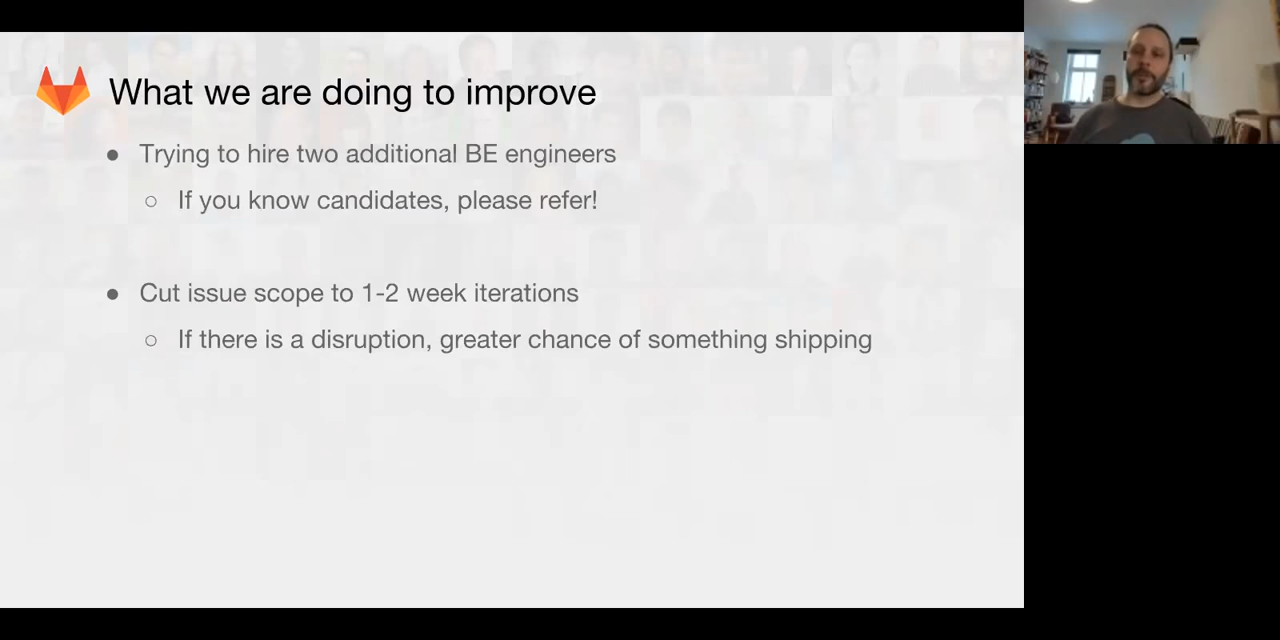 What we are doing to improve
● Trying to hire two additional BE engineers
○ If you know candidates, please refer!
● Cut issue scope to 1-2 week iterations
○ If there is a disruption, greater chance of something shipping